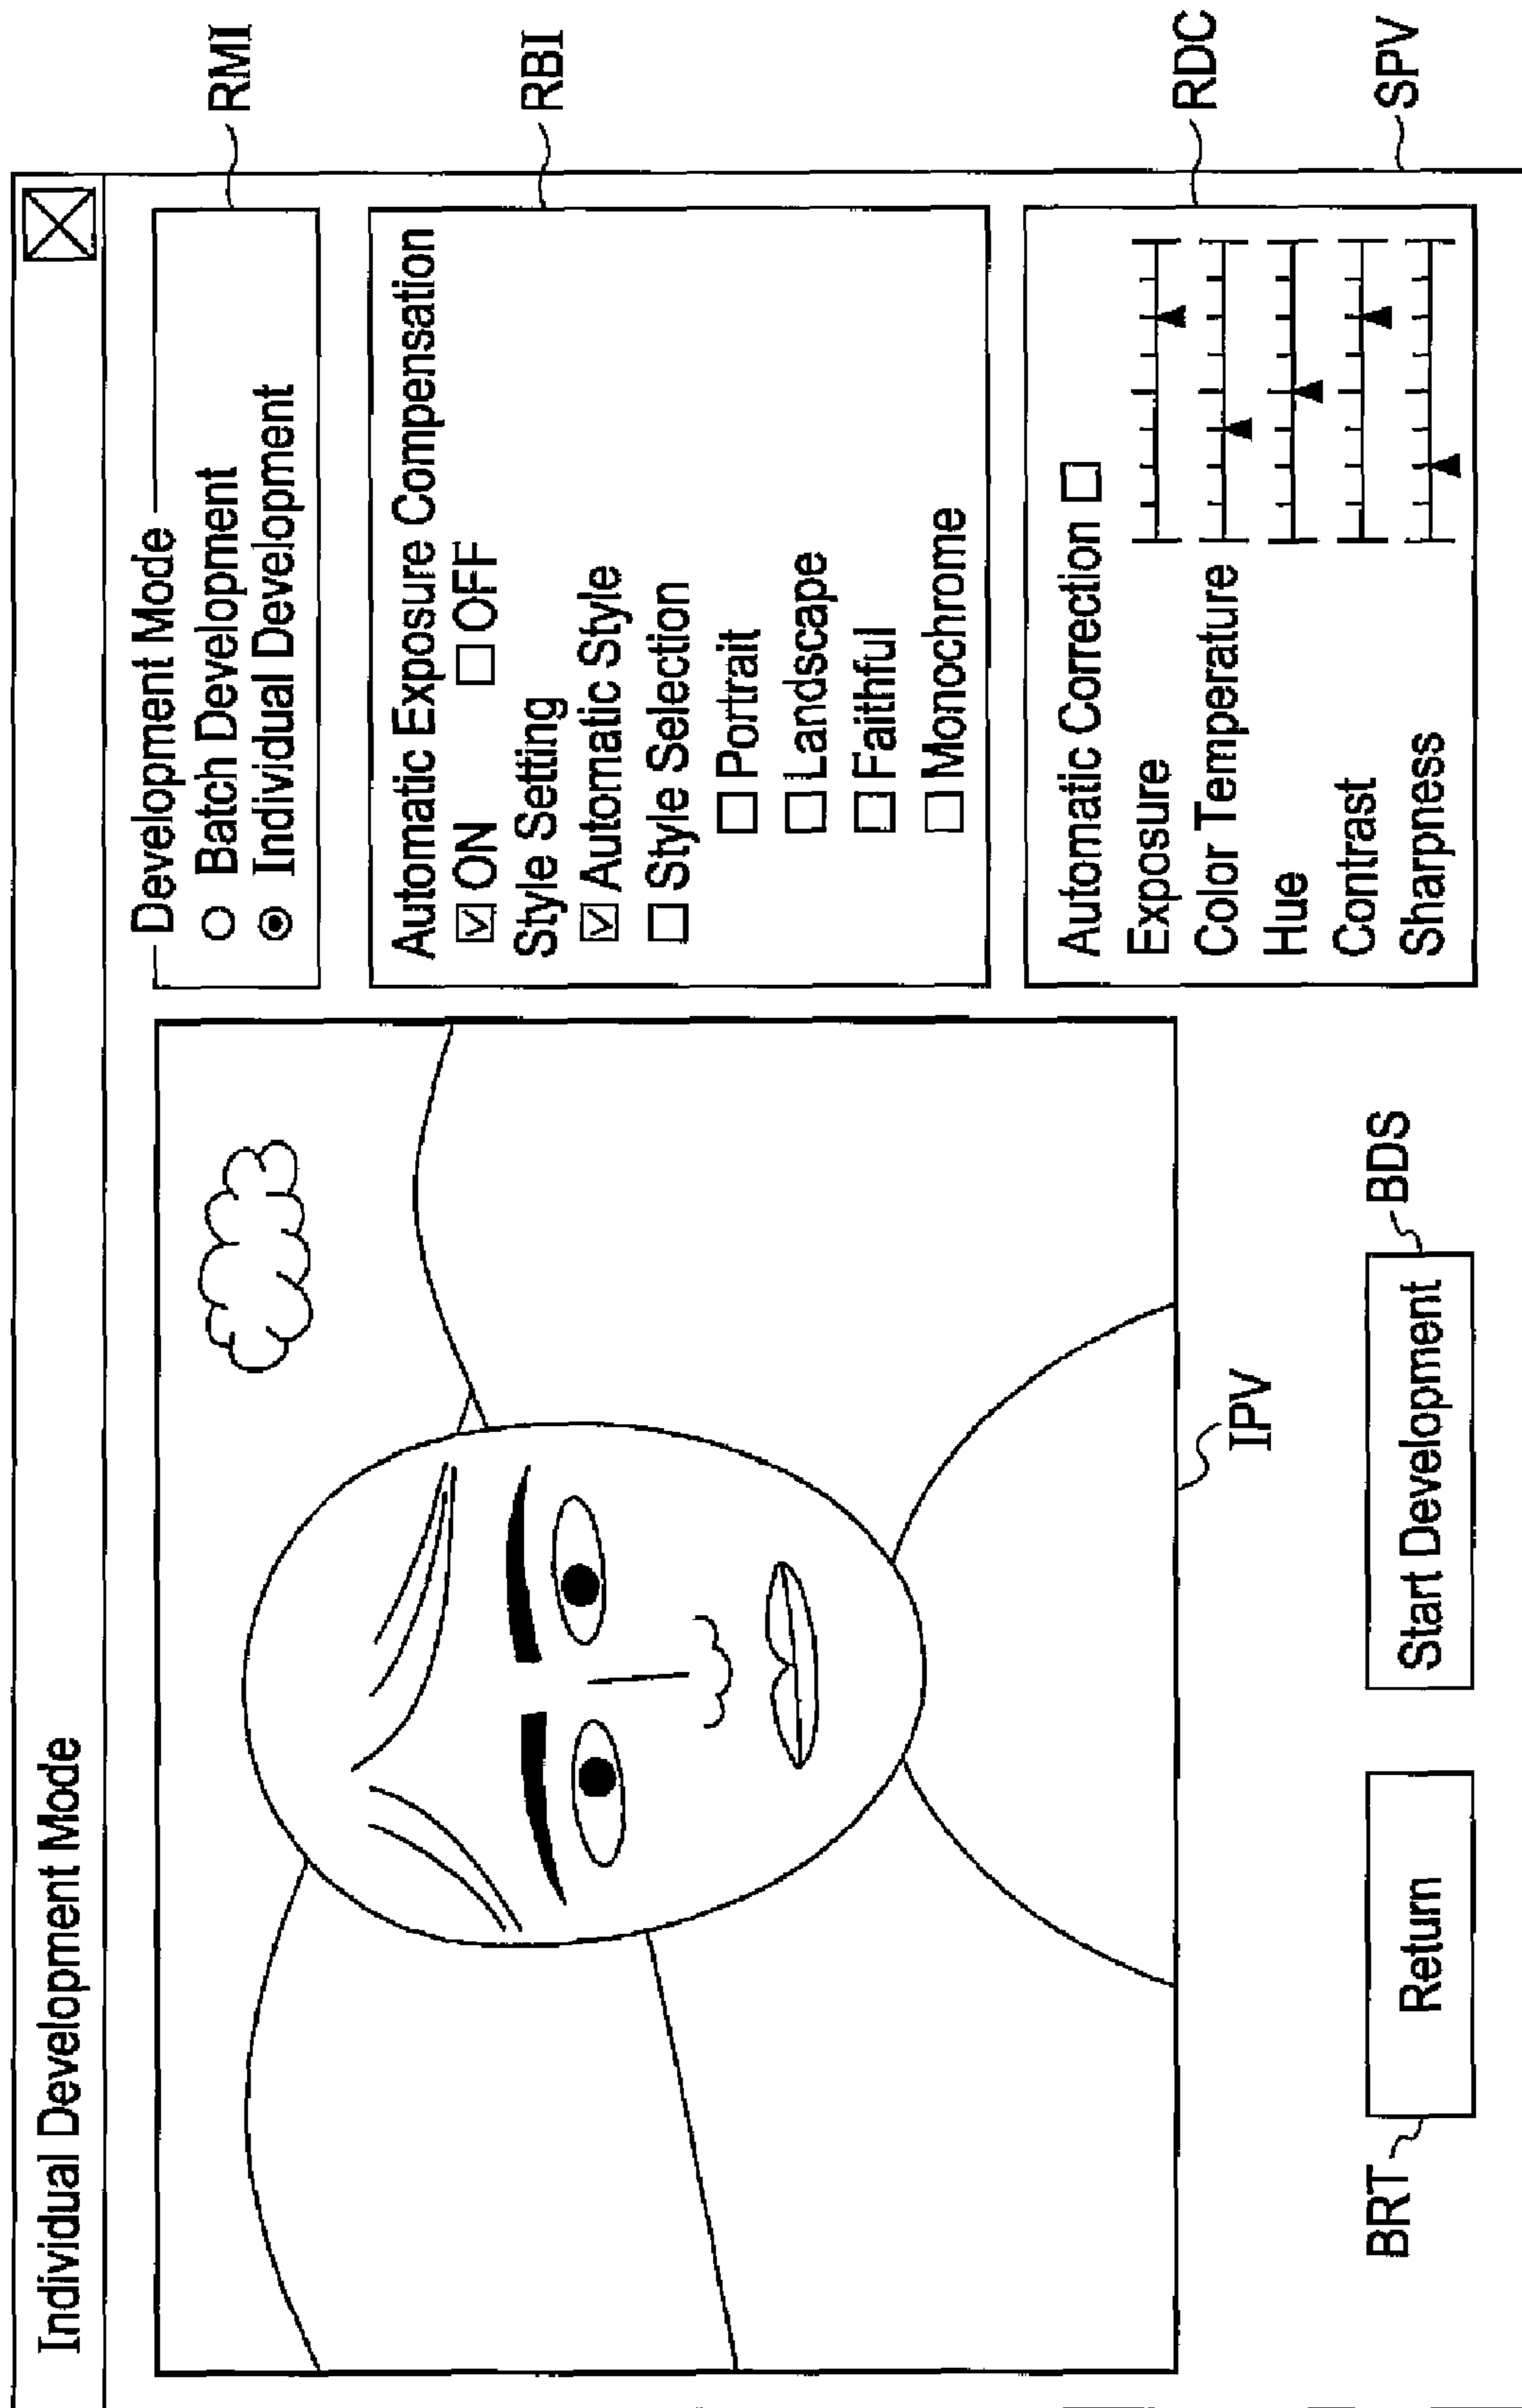 Individual Development Mode
Development Mode
Batch Development
Individual Development
RMI
Automatic Exposure Compensation
ON OFF
Style Setting
Automatic Style
Style Selection
Portrait
Landscape
Faithful
Monochrome
RBI
Automatic Correction
Exposure
Color Temperature
Hue
Contrast
Sharpness
RDC
SPV
IPV
BRT
Return
Start Development
BDS